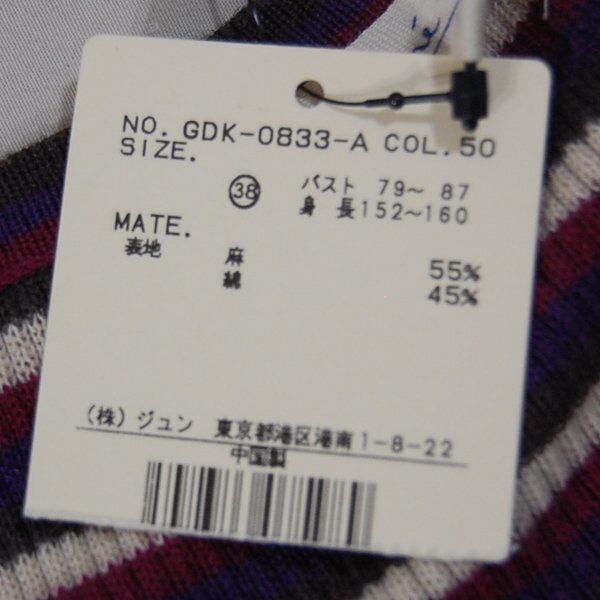 NO. GDK-0833-A COL. 50
SIZE.
38 バスト 79～ 87
身 長152～160
MATE.
表地 麻 55%
綿 45%
(株) ジュン 東京都港区港南1-8-22
中国製